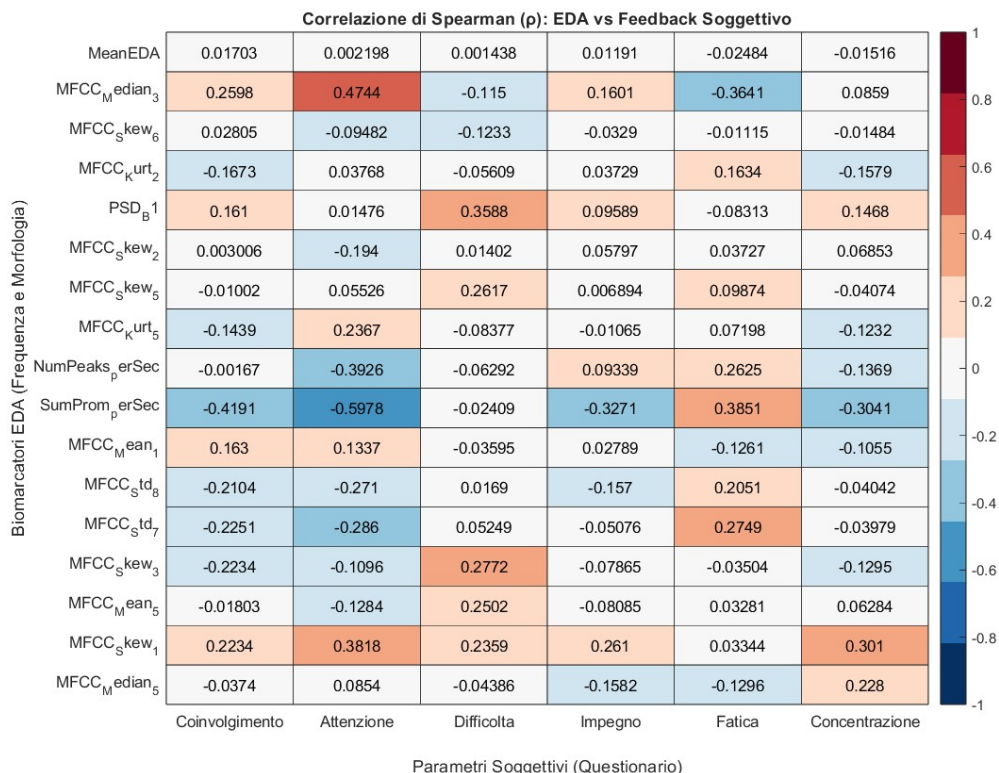 Correlazione di Spearman (ρ): EDA vs Feedback Soggettivo
MeanEDA 0.01703 0.002198 0.001438 0.01191 -0.02484 -0.01516
MFCC_Median_3 0.2598 0.4744 -0.115 0.1601 -0.3641 0.0859
MFCC_Skew_6 0.02805 -0.09482 -0.1233 -0.0329 -0.01115 -0.01484
MFCC_Kurt_2 -0.1673 0.03768 -0.05609 0.03729 0.1634 -0.1579
PSD_B1 0.161 0.01476 0.3588 0.09589 -0.08313 0.1468
MFCC_Skew_2 0.003006 -0.194 0.01402 0.05797 0.03727 0.06853
MFCC_Skew_5 -0.01002 0.05526 0.2617 0.006894 0.09874 -0.04074
MFCC_Kurt_5 -0.1439 0.2367 -0.08377 -0.01065 0.07198 -0.1232
NumPeaks_perSec -0.00167 -0.3926 -0.06292 0.09339 0.2625 -0.1369
SumProm_perSec -0.4191 -0.5978 -0.02409 -0.3271 0.3851 -0.3041
MFCC_Mean_1 0.163 0.1337 -0.03595 0.02789 -0.1261 -0.1055
MFCC_Std_8 -0.2104 -0.271 0.0169 -0.157 0.2051 -0.04042
MFCC_Std_7 -0.2251 -0.286 0.05249 -0.05076 0.2749 -0.03979
MFCC_Skew_3 -0.2234 -0.1096 0.2772 -0.07865 -0.03504 -0.1295
MFCC_Mean_5 -0.01803 -0.1284 0.2502 -0.08085 0.03281 0.06284
MFCC_Skew_1 0.2234 0.3818 0.2359 0.261 0.03344 0.301
MFCC_Median_5 -0.0374 0.0854 -0.04386 -0.1582 -0.1296 0.228
Coinvolgimento Attenzione Difficolta Impegno Fatica Concentrazione
Parametri Soggettivi (Questionario)
Biomarcatori EDA (Frequenza e Morfologia)
1
0.8
0.6
0.4
0.2
0
-0.2
-0.4
-0.6
-0.8
-1